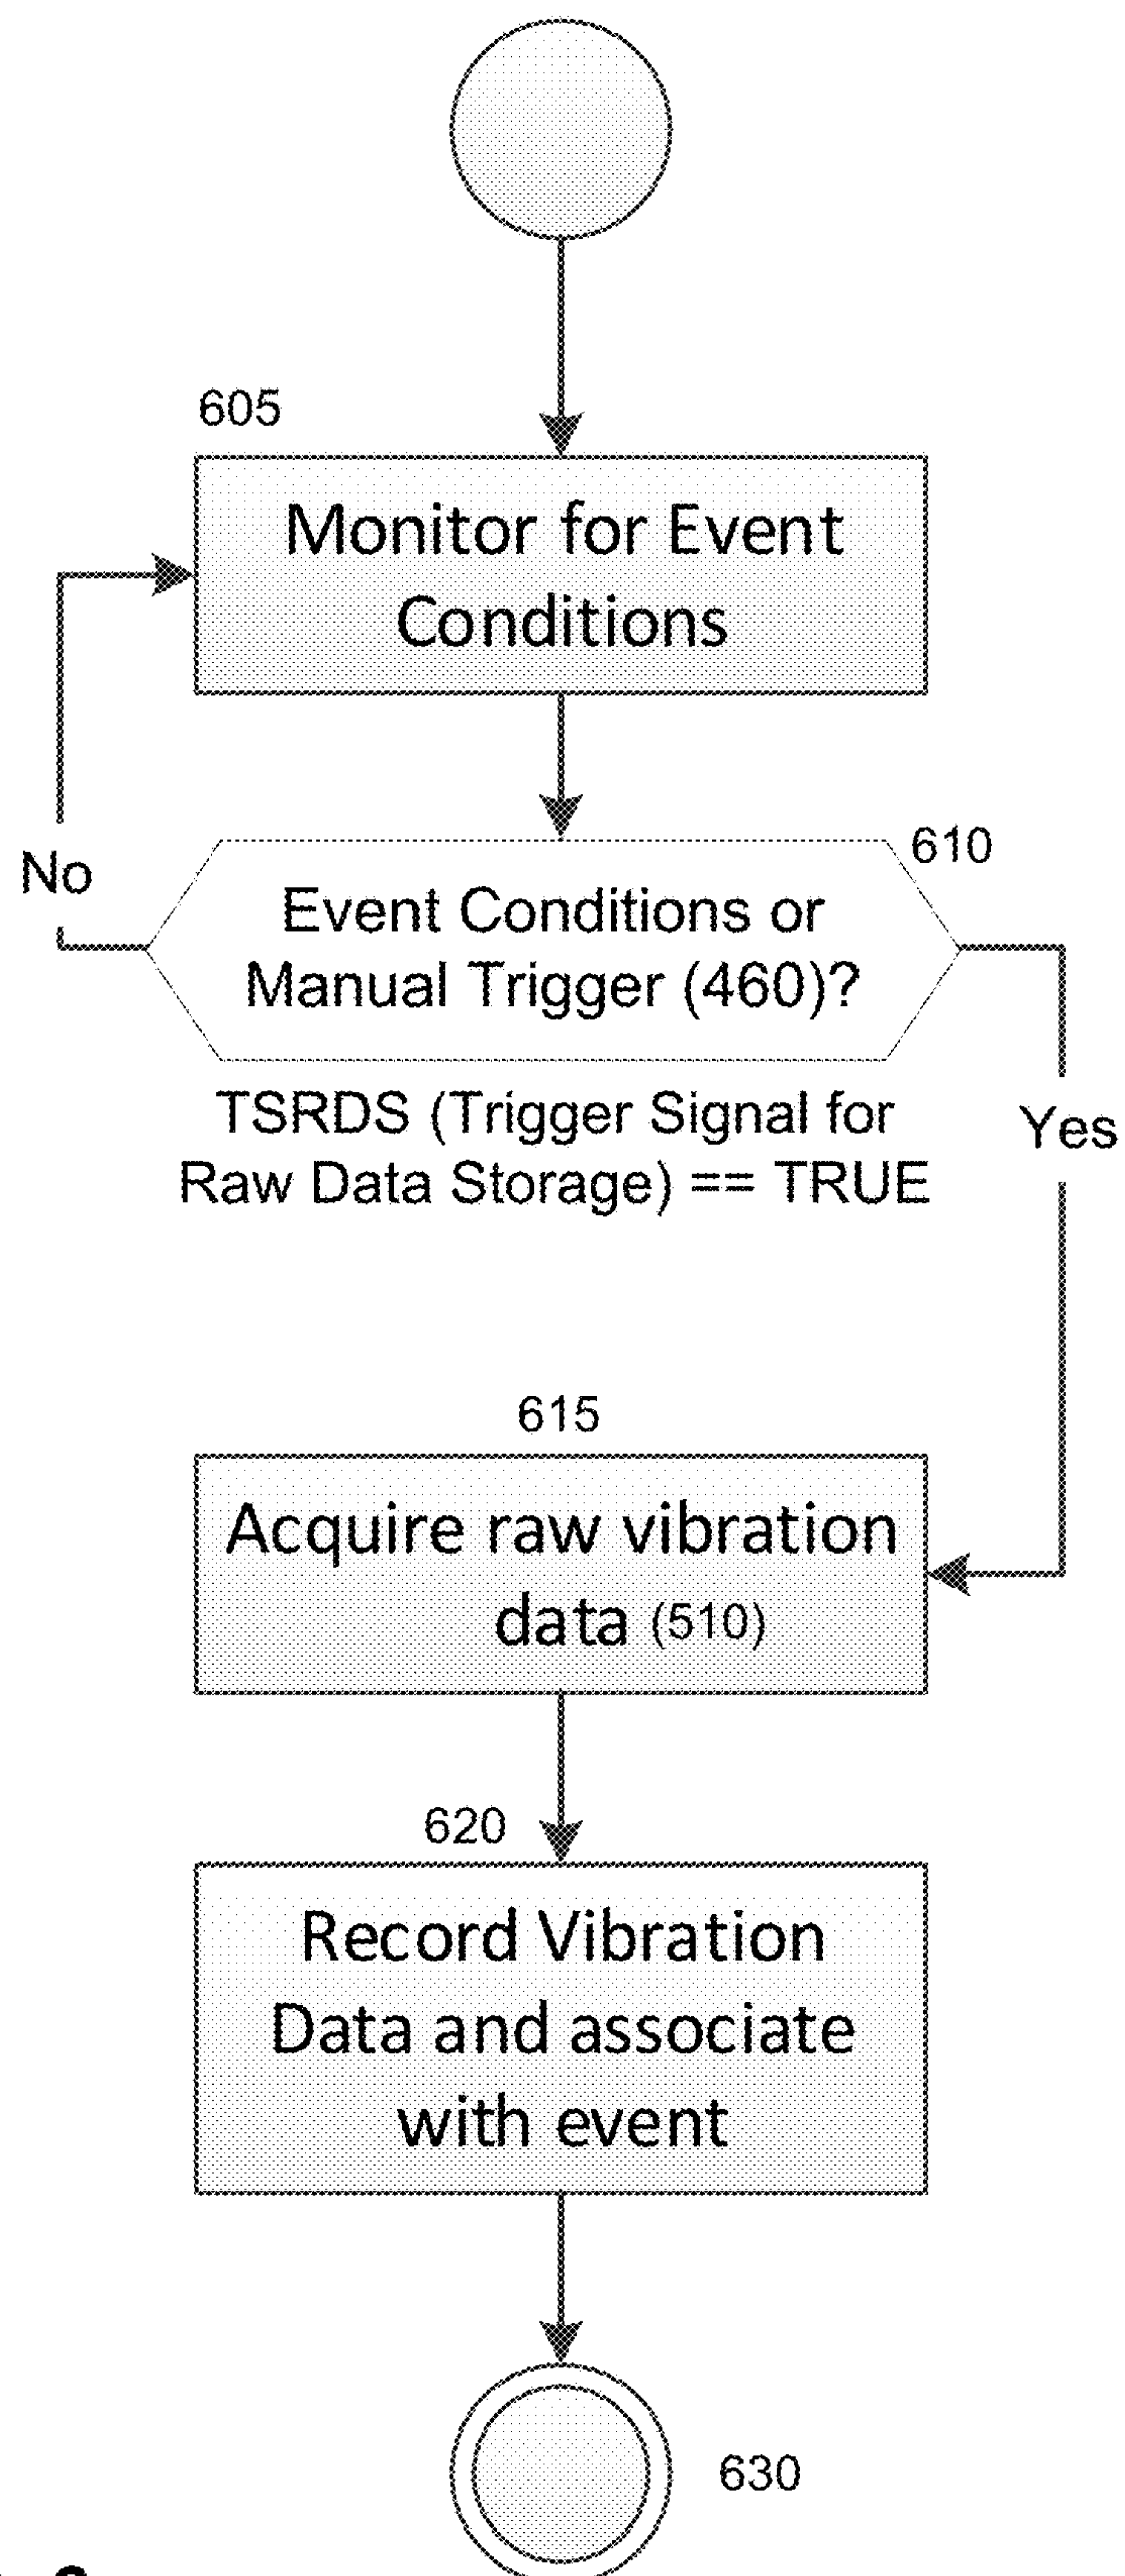 605
Monitor for Event
Conditions
610
No
Event Conditions or
Manual Trigger (460)?
TSRDS (Trigger Signal for
Raw Data Storage) == TRUE
Yes
615
Acquire raw vibration
data (510)
620
Record Vibration
Data and associate
with event
630